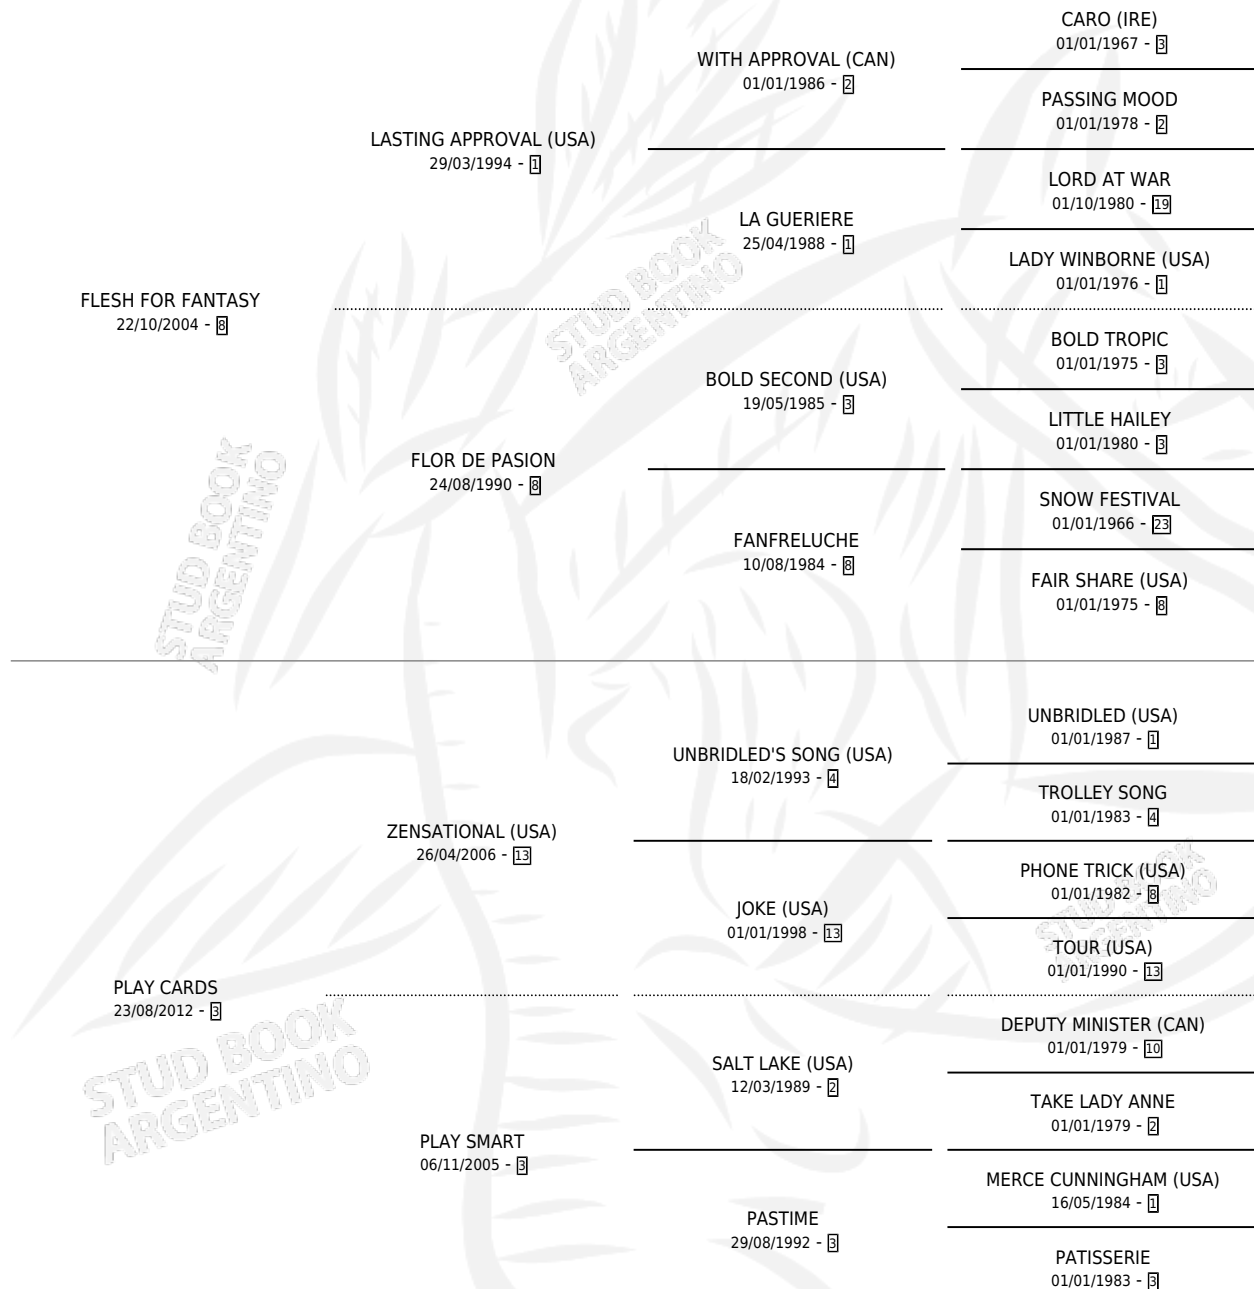 CARO (IRE)
01/01/1967 - 3
WITH APPROVAL (CAN)
01/01/1986 - 2
PASSING MOOD
01/01/1978 - 2
LASTING APPROVAL (USA)
29/03/1994 - 1
LORD AT WAR
01/10/1980 - 19
LA GUERIERE
25/04/1988 - 1
LADY WINBORNE (USA)
01/01/1976 - 1
FLESH FOR FANTASY
22/10/2004 - 8
STUD BOOK
ARGENTINO
BOLD TROPIC
01/01/1975 - 3
BOLD SECOND (USA)
19/05/1985 - 3
LITTLE HAILEY
01/01/1980 - 3
FLOR DE PASION
24/08/1990 - 8
SNOW FESTIVAL
01/01/1966 - 23
FANFRELUCHE
10/08/1984 - 8
FAIR SHARE (USA)
01/01/1975 - 8
STUD BOOK
ARGENTINO
UNBRIDLED (USA)
01/01/1987 - 1
UNBRIDLED'S SONG (USA)
18/02/1993 - 4
TROLLEY SONG
01/01/1983 - 4
ZENSATIONAL (USA)
26/04/2006 - 13
PHONE TRICK (USA)
01/01/1982 - 8
JOKE (USA)
01/01/1998 - 13
STUD BOOK
ARGENTINO
TOUR (USA)
01/01/1990 - 13
PLAY CARDS
23/08/2012 - 3
DEPUTY MINISTER (CAN)
01/01/1979 - 10
SALT LAKE (USA)
12/03/1989 - 2
STUD BOOK
ARGENTINO
TAKE LADY ANNE
01/01/1979 - 2
PLAY SMART
06/11/2005 - 3
MERCE CUNNINGHAM (USA)
16/05/1984 - 1
PASTIME
29/08/1992 - 3
PATISSERIE
01/01/1983 - 3